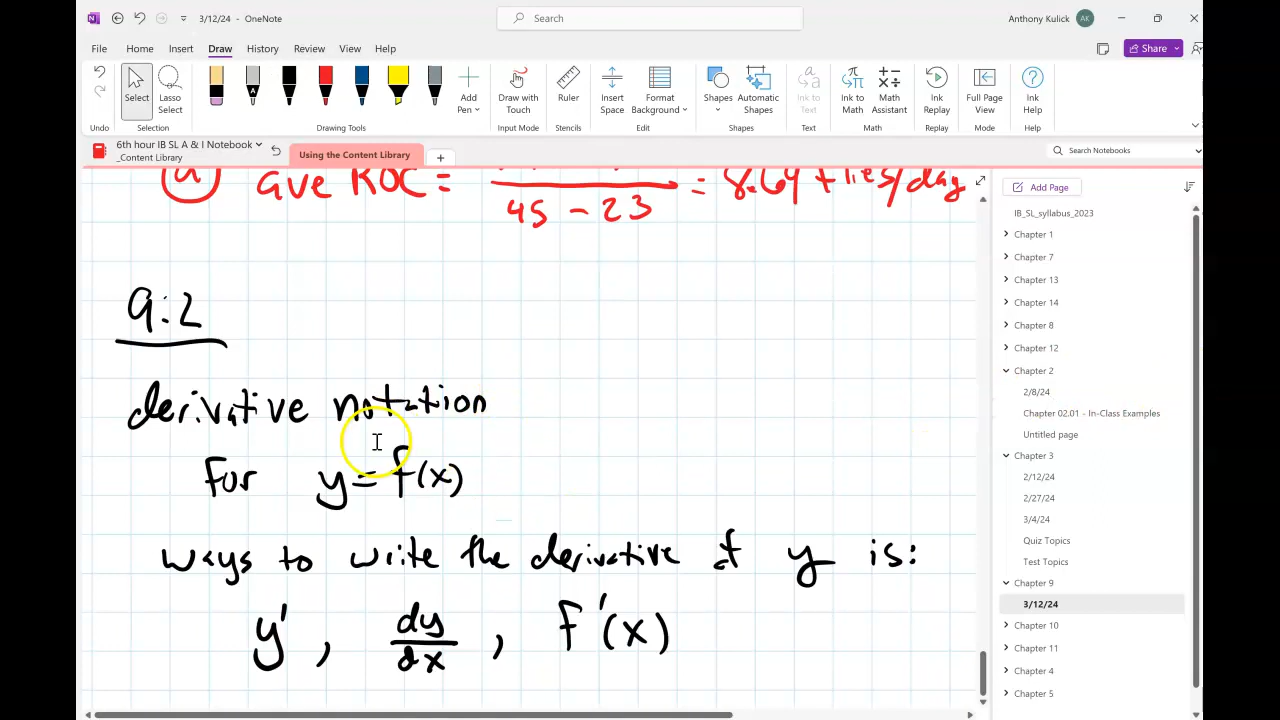 3/12/24 - OneNote
Search
Anthony Kulick
AK
File Home Insert Draw History Review View Help
Share
Undo
Select
Lasso Select
A
Add Pen
Draw with Touch
Ruler
Insert Space
Format Background
Shapes
Automatic Shapes
Ink to Text
Ink to Math
Math Assistant
Ink Replay
Full Page View
Ink Help
Undo Selection Drawing Tools Input Mode Stencils Edit Shapes Text Math Replay Mode Help
6th hour IB SL A & I Notebook
_Content Library
Using the Content Library
Search Notebooks
(a) ave ROC =
45 - 23
= 8.64 flies/day
9.2
derivative notation
for y = f(x)
ways to write the derivative of y is:
y' , dy/dx , f'(x)
Add Page
IB_SL_syllabus_2023
Chapter 1
Chapter 7
Chapter 13
Chapter 14
Chapter 8
Chapter 12
Chapter 2
2/8/24
Chapter 02.01 - In-Class Examples
Untitled page
Chapter 3
2/12/24
2/27/24
3/4/24
Quiz Topics
Test Topics
Chapter 9
3/12/24
Chapter 10
Chapter 11
Chapter 4
Chapter 5